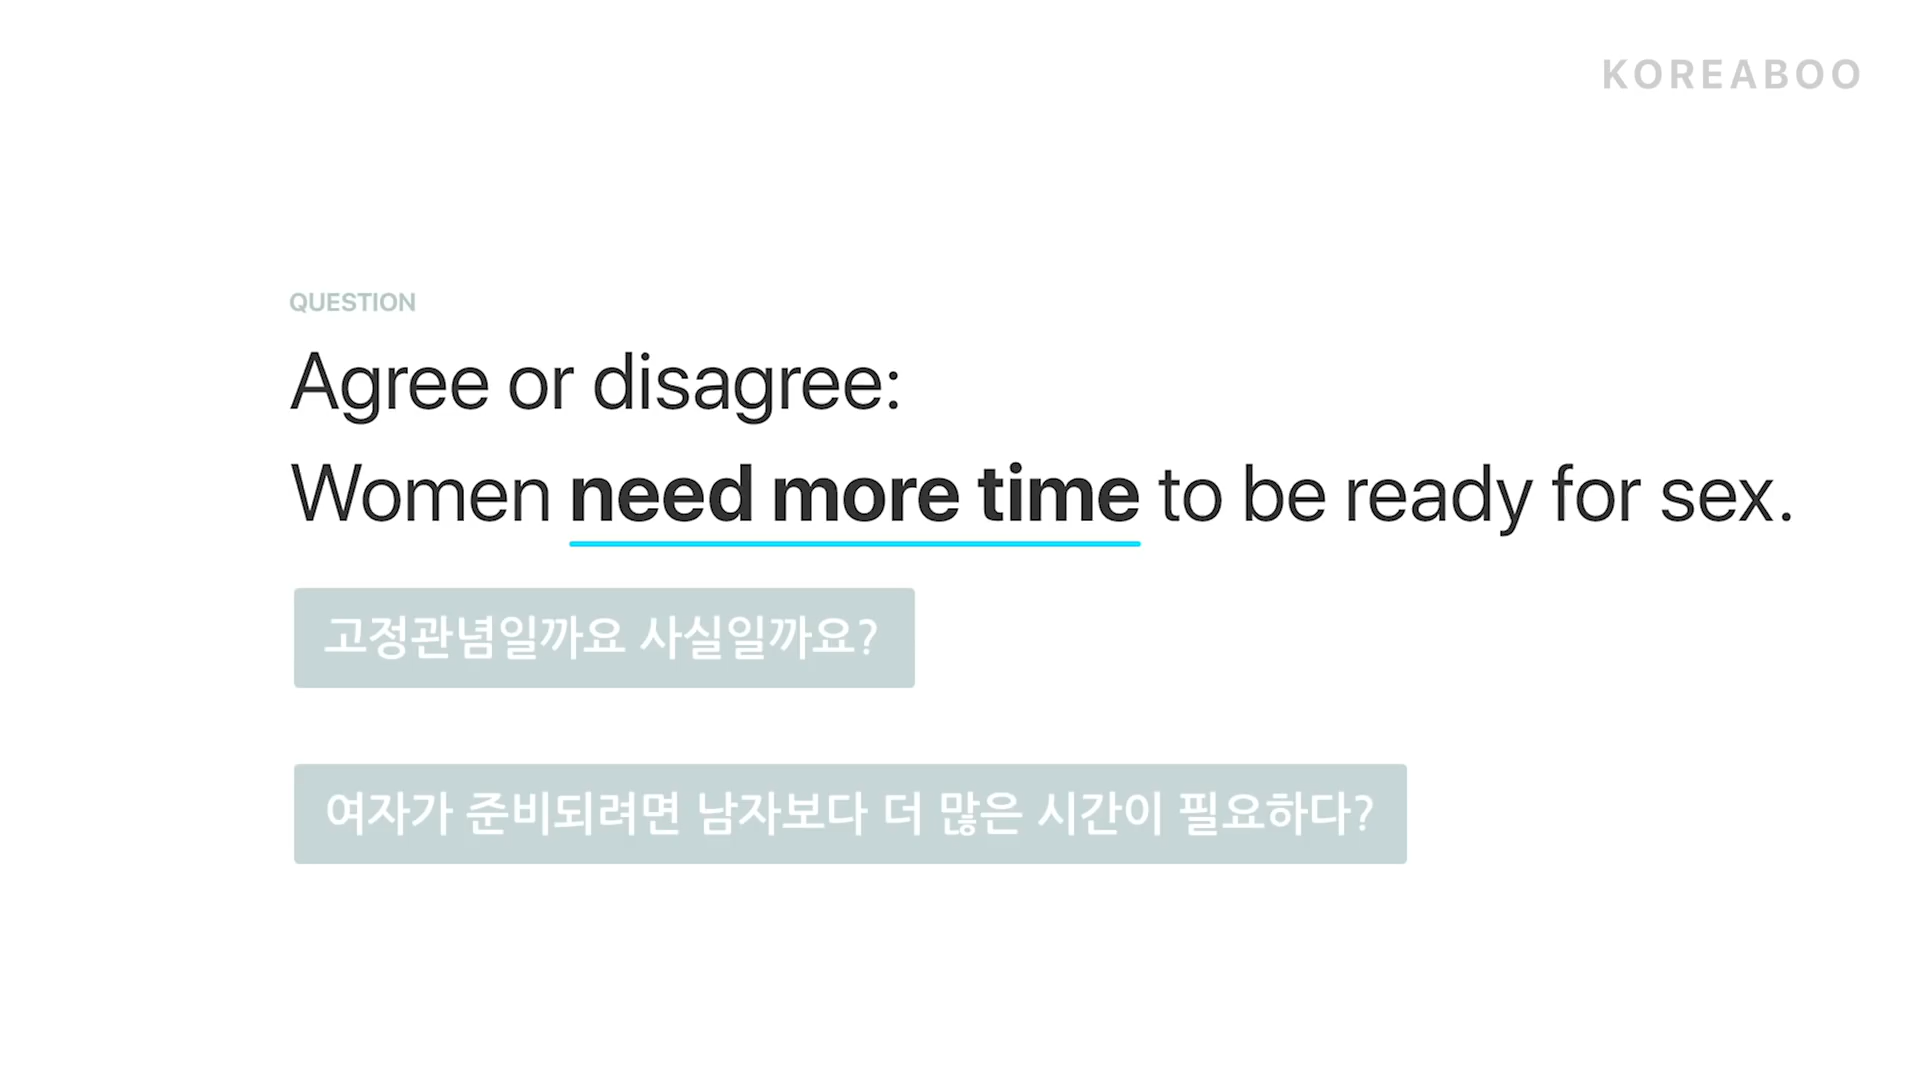 KOREABOO
QUESTION
Agree or disagree:
Women need more time to be ready for sex.
고정관념일까요 사실일까요?
여자가 준비되려면 남자보다 더 많은 시간이 필요하다?